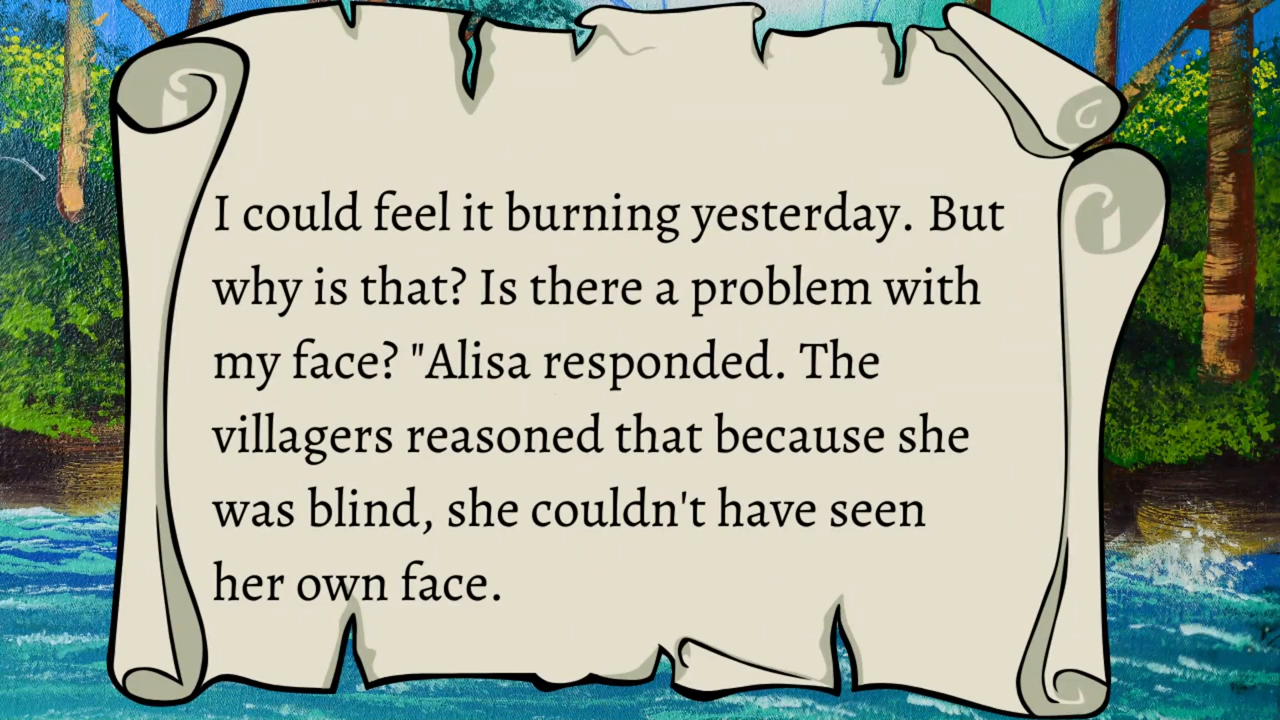 I could feel it burning yesterday. But
why is that? Is there a problem with
my face? "Alisa responded. The
villagers reasoned that because she
was blind, she couldn't have seen
her own face.